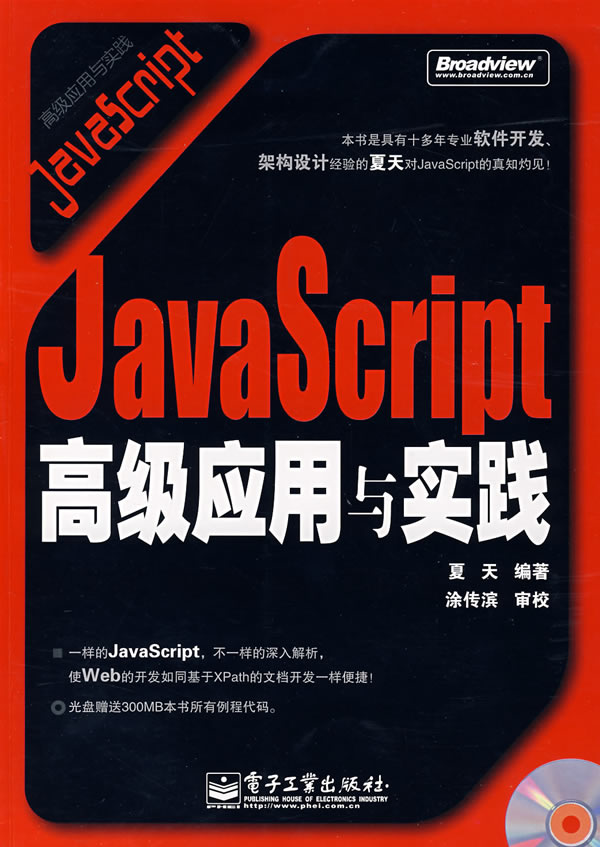 高级应用与实践
JavaScript
Broadview®
www.broadview.com.cn
本书是具有十多年专业软件开发、
架构设计经验的夏天对JavaScript的真知灼见！
JavaScript
高级应用与实践
夏 天 编著
涂传滨 审校
一样的JavaScript，不一样的深入解析，
使Web的开发如同基于XPath的文档开发一样便捷！
光盘赠送300MB本书所有例程代码。
電子工業出版社.
PUBLISHING HOUSE OF ELECTRONICS INDUSTRY
http://www.phei.com.cn